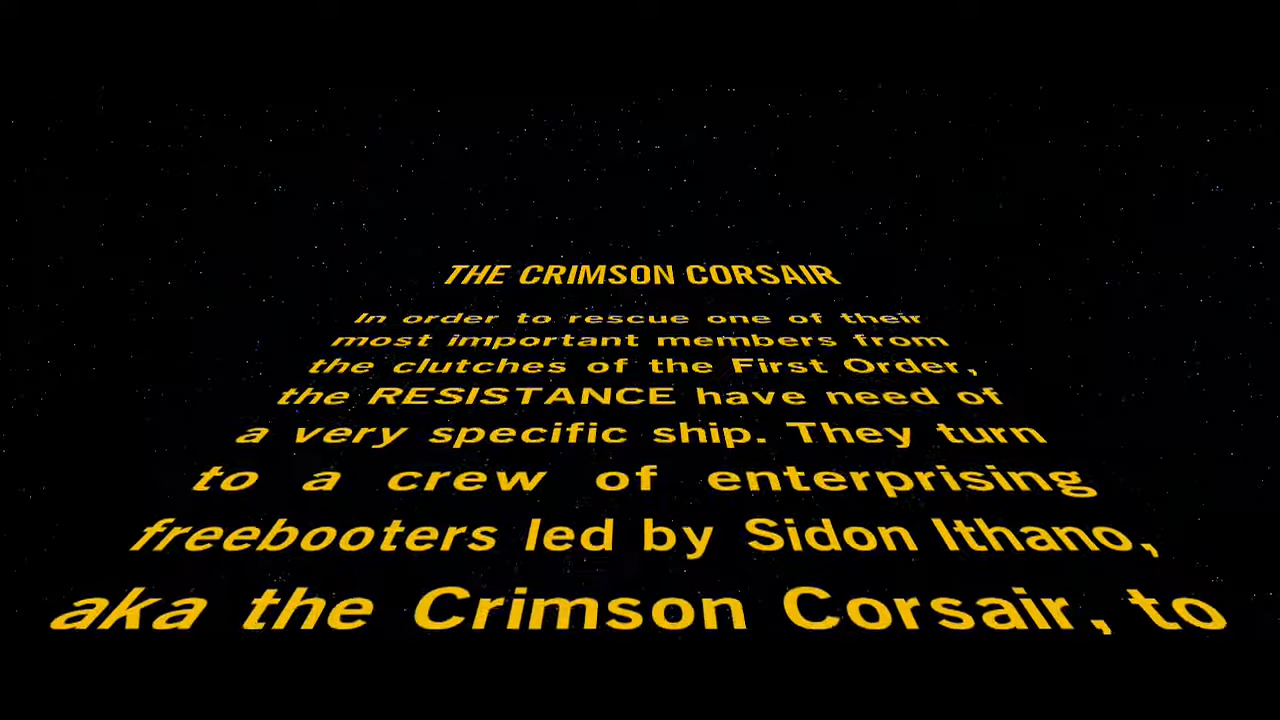 THE CRIMSON CORSAIR
In order to rescue one of their
most important members from
the clutches of the First Order,
the RESISTANCE have need of
a very specific ship. They turn
to a crew of enterprising
freebooters led by Sidon Ithano,
aka the Crimson Corsair, to